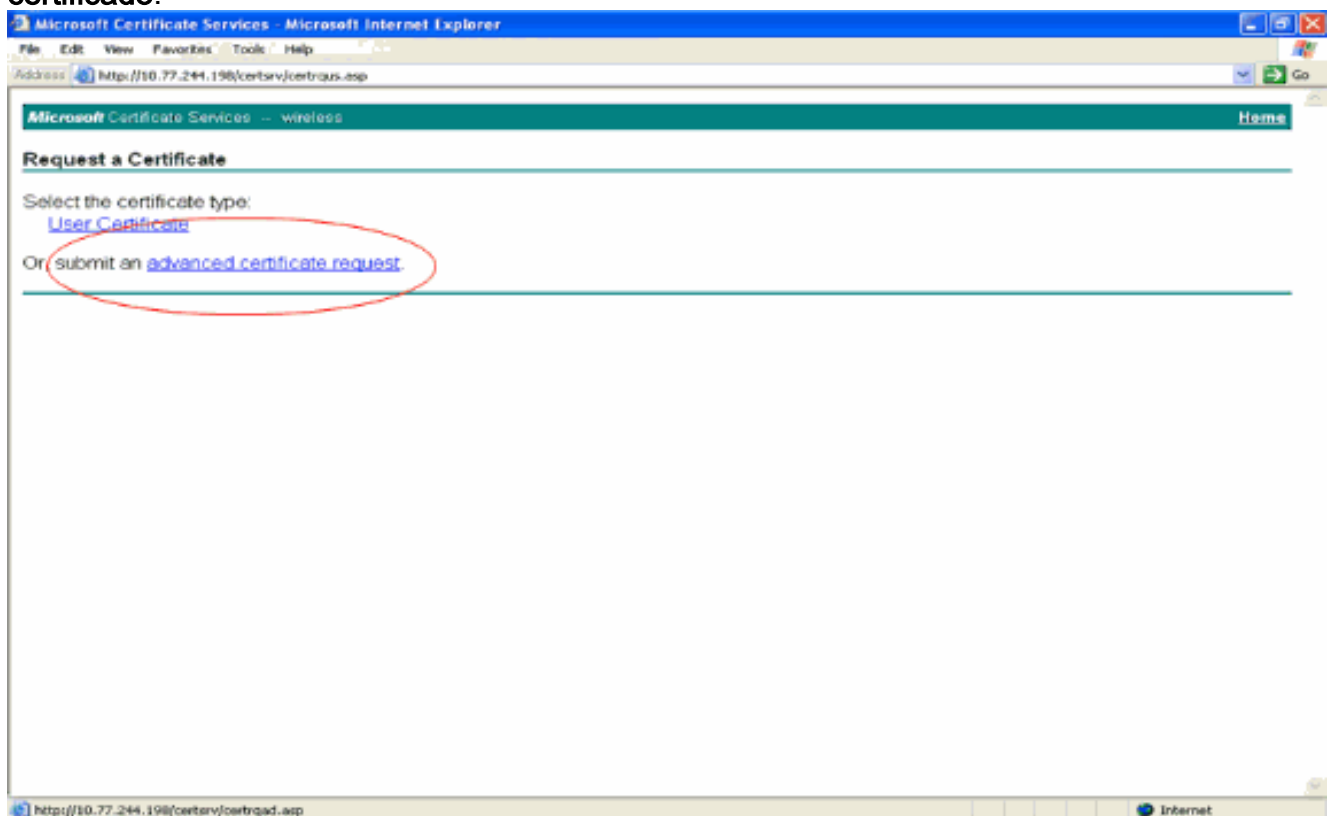 certificado.
Microsoft Certificate Services - Microsoft Internet Explorer
File Edit View Favorites Tools Help
Address http://10.77.244.198/certsrv/certrqus.asp Go
Microsoft Certificate Services -- wireless Home
Request a Certificate
Select the certificate type:
User Certificate
Or, submit an advanced certificate request.
http://10.77.244.198/certsrv/certrqad.asp Internet